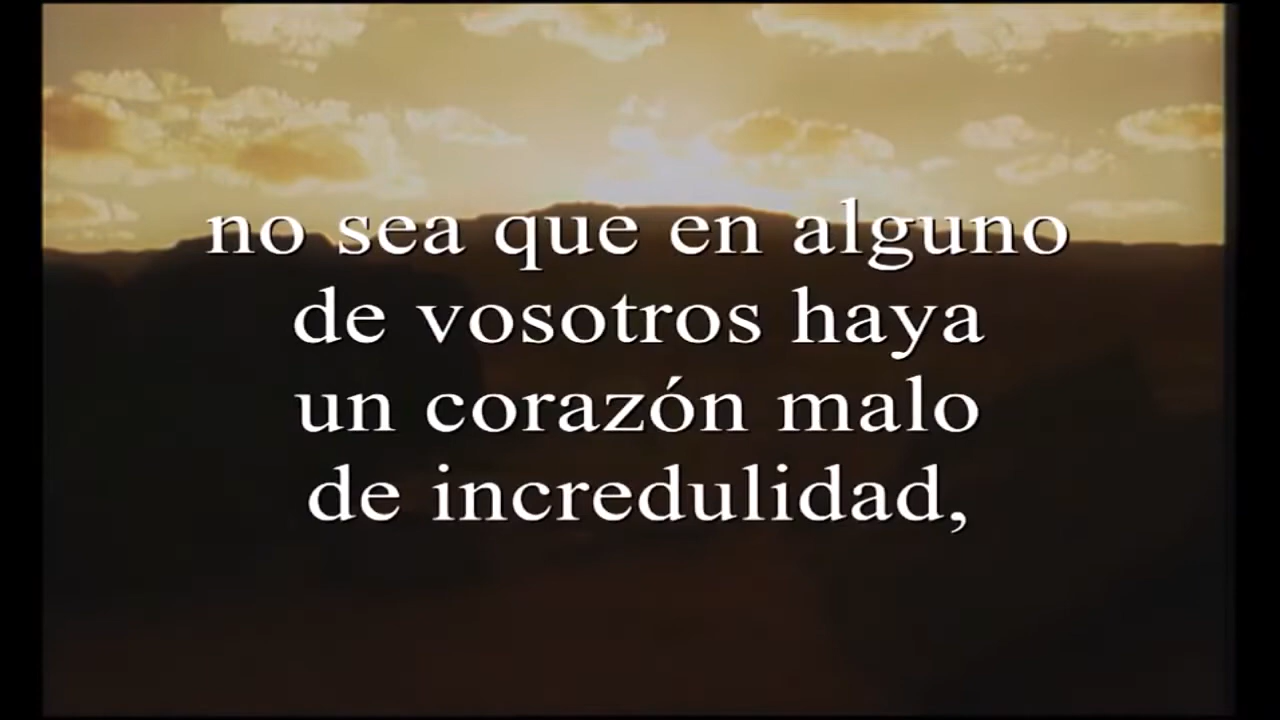 no sea que en alguno
de vosotros haya
un corazón malo
de incredulidad,